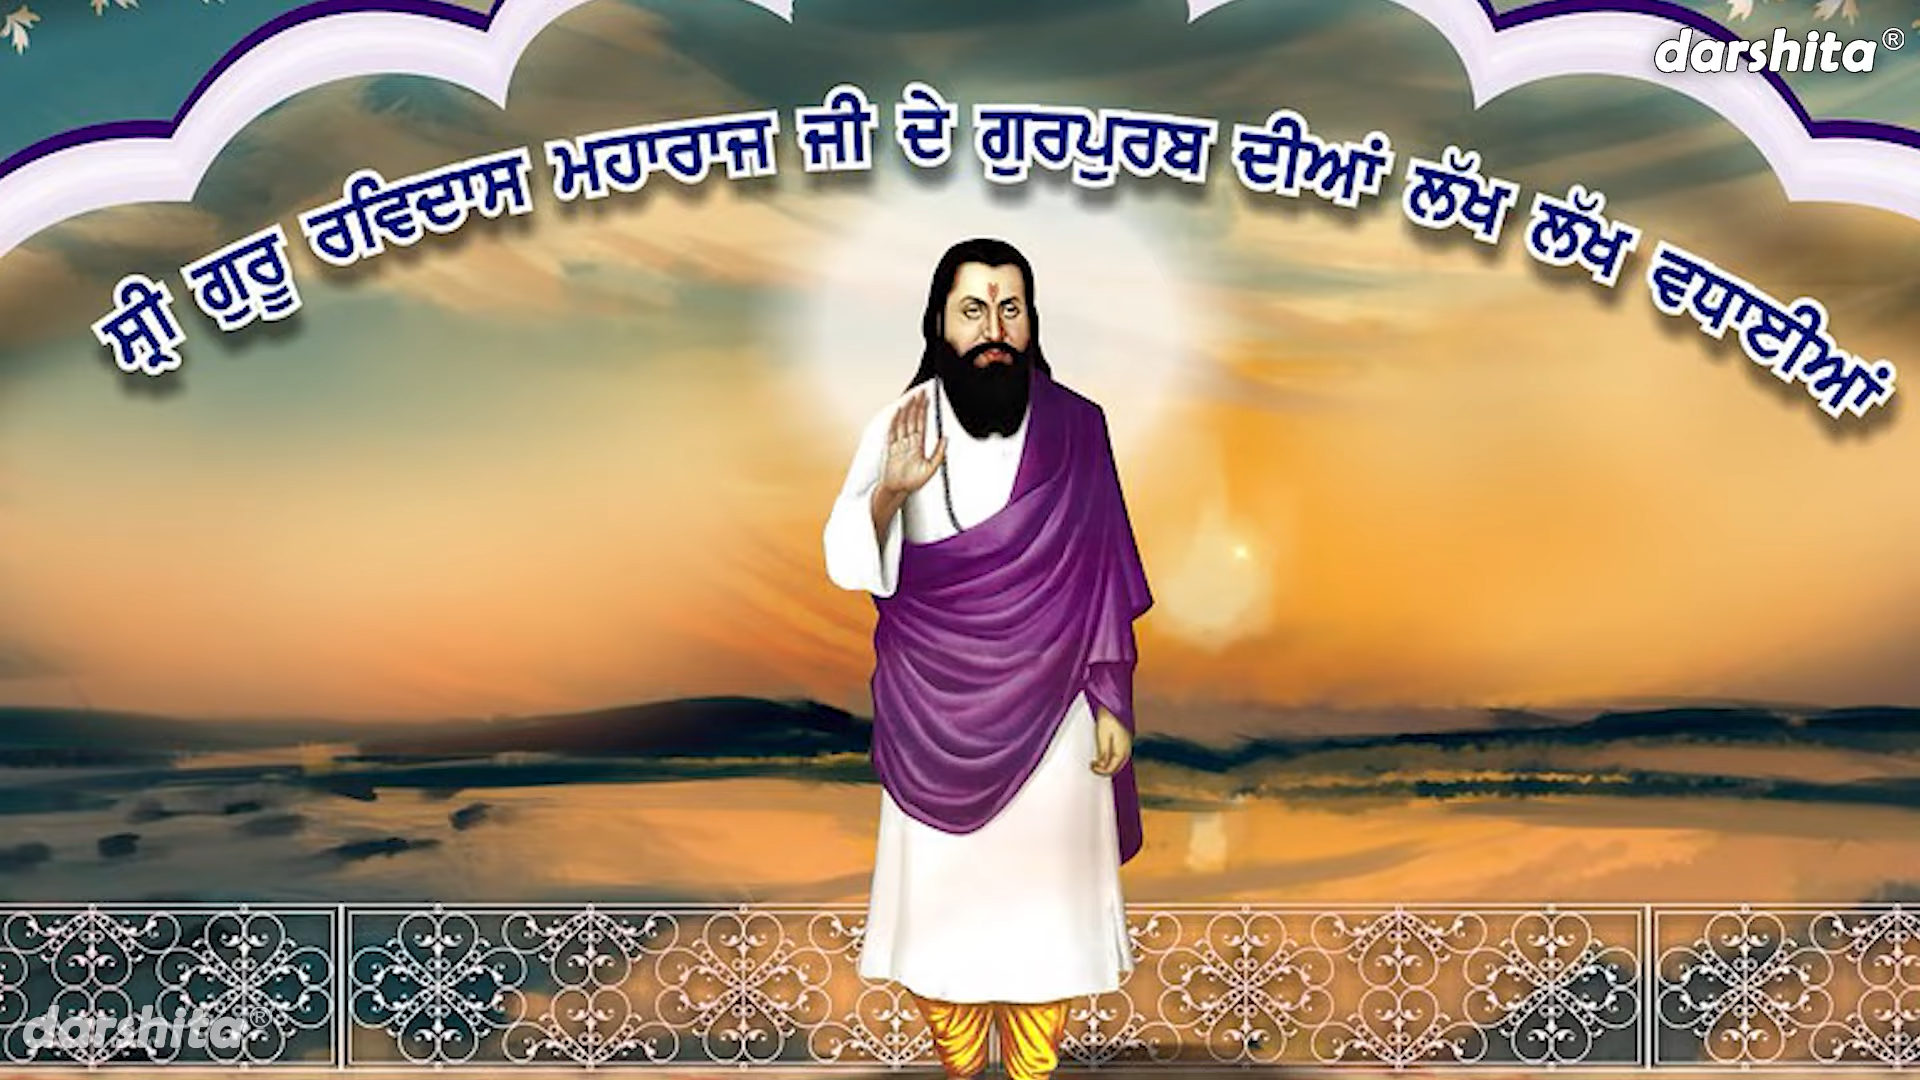 darshita®
ਸ਼੍ਰੀ ਗੁਰੂ ਰਵਿਦਾਸ ਮਹਾਰਾਜ ਜੀ ਦੇ ਗੁਰਪੁਰਬ ਦੀਆਂ ਲੱਖ ਲੱਖ ਵਧਾਈਆਂ
darshita®